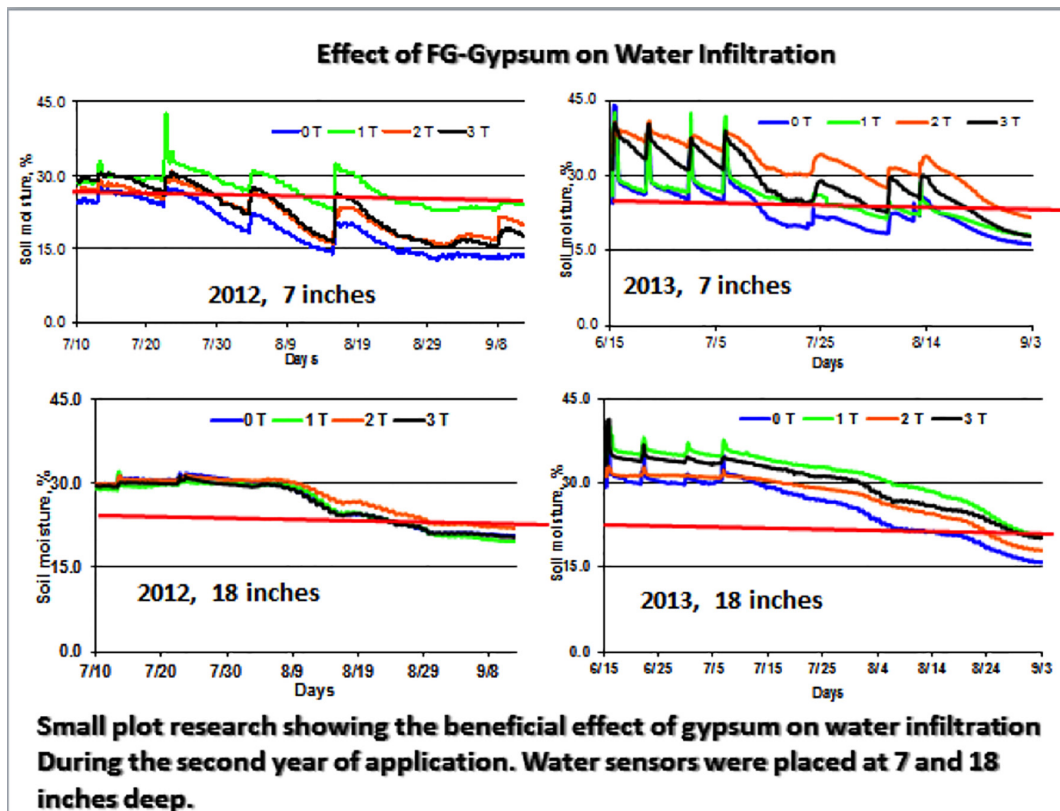 Effect of FG-Gypsum on Water Infiltration
45.0
30.0
15.0
0.0
Soil moisture, %
0 T 1 T 2 T 3 T
2012, 7 inches
7/10 7/20 7/30 8/9 8/19 8/29 9/8
Days
45.0
30.0
15.0
0.0
Soil moisture, %
0 T 1 T 2 T 3 T
2013, 7 inches
6/15 7/5 7/25 8/14 9/3
Days
45.0
30.0
15.0
0.0
Soil moisture, %
0 T 1 T 2 T 3 T
2012, 18 inches
7/10 7/20 7/30 8/9 8/19 8/29 9/8
Days
45.0
30.0
15.0
0.0
Soil moisture, %
0 T 1 T 2 T 3 T
2013, 18 inches
6/15 6/25 7/5 7/15 7/25 8/4 8/14 8/24 9/3
Days
Small plot research showing the beneficial effect of gypsum on water infiltration
During the second year of application. Water sensors were placed at 7 and 18
inches deep.